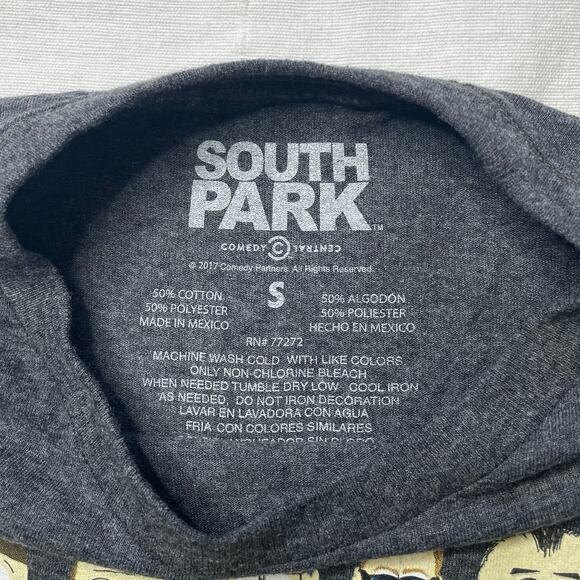 SOUTH
PARK™
COMEDY CENTRAL
© 2017 Comedy Partners. All Rights Reserved.
S
50% COTTON
50% POLYESTER
MADE IN MEXICO
50% ALGODÓN
50% POLIESTER
HECHO EN MEXICO
RN# 77272
MACHINE WASH COLD WITH LIKE COLORS
ONLY NON-CHLORINE BLEACH
WHEN NEEDED TUMBLE DRY LOW COOL IRON
AS NEEDED, DO NOT IRON DECORATION
LAVAR EN LAVADORA CON AGUA
FRIA CON COLORES SIMILARES